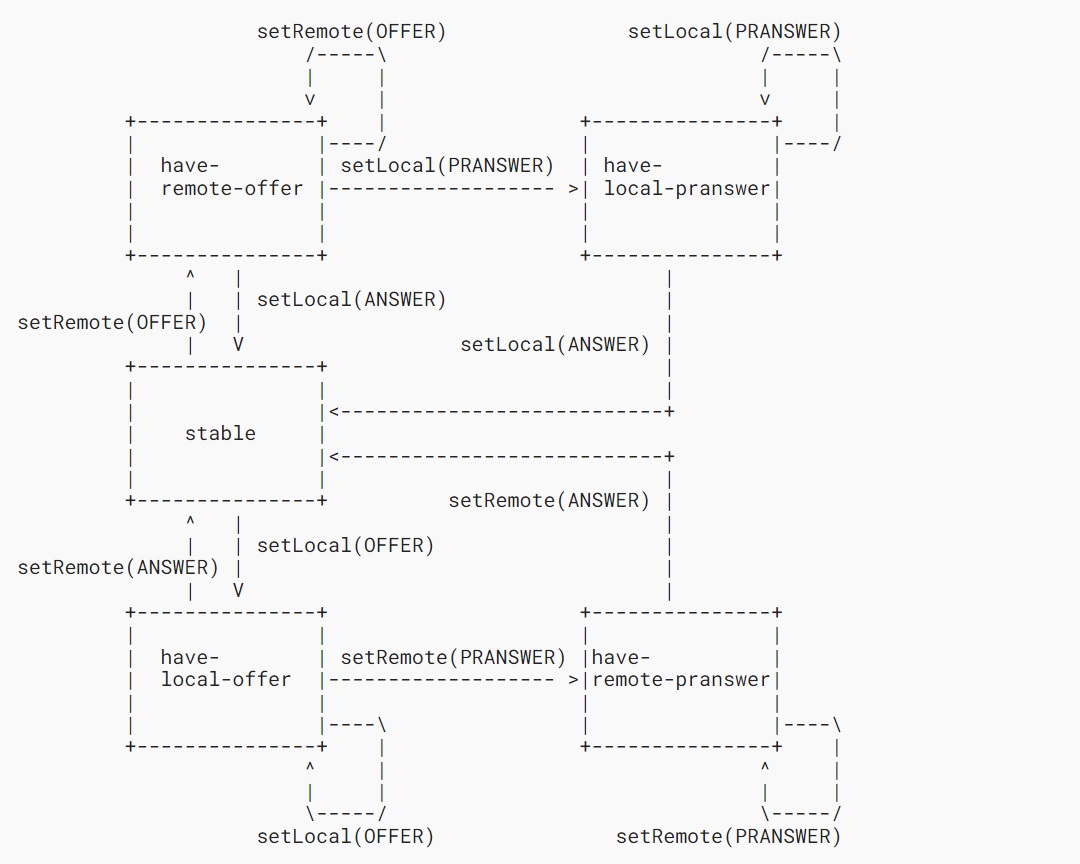 setRemote(OFFER) setLocal(PRANSWER)
/-----\ /-----\
| | | |
v | v |
+---------------+ | +---------------+ |
| |----/ | |----/
| have- | setLocal(PRANSWER) | have- |
| remote-offer |------------------- >| local-pranswer|
| | | |
| | | |
+---------------+ +---------------+
^ | |
| | setLocal(ANSWER) |
setRemote(OFFER) | |
| V setLocal(ANSWER) |
+---------------+ |
| | |
| |<---------------------------+
| stable |
| |<---------------------------+
| | |
+---------------+ setRemote(ANSWER) |
^ | |
| | setLocal(OFFER) |
setRemote(ANSWER) | |
| V |
+---------------+ +---------------+
| | | |
| have- | setRemote(PRANSWER) |have- |
| local-offer |------------------- >|remote-pranswer|
| | | |
| |----\ | |----\
+---------------+ | +---------------+ |
^ | ^ |
| | | |
\-----/ \-----/
setLocal(OFFER) setRemote(PRANSWER)